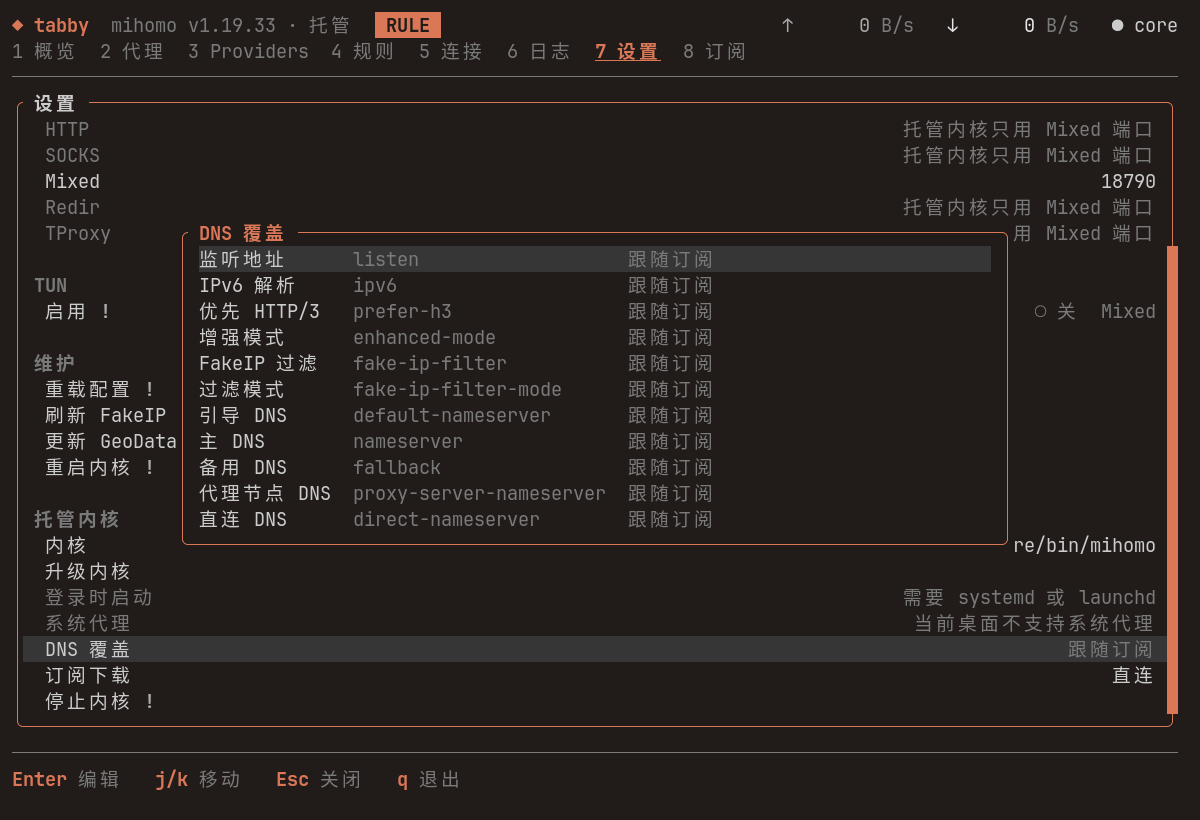 ◆ tabby mihomo v1.19.33 · 托管 RULE ↑ 0 B/s ↓ 0 B/s ● core
1 概览 2 代理 3 Providers 4 规则 5 连接 6 日志 7 设置 8 订阅
设置
HTTP 托管内核只用 Mixed 端口
SOCKS 托管内核只用 Mixed 端口
Mixed 18790
Redir 托管内核只用 Mixed 端口
TProxy 用 Mixed 端口
DNS 覆盖
监听地址 listen 跟随订阅
IPv6 解析 ipv6 跟随订阅
优先 HTTP/3 prefer-h3 跟随订阅
增强模式 enhanced-mode 跟随订阅
FakeIP 过滤 fake-ip-filter 跟随订阅
过滤模式 fake-ip-filter-mode 跟随订阅
引导 DNS default-nameserver 跟随订阅
主 DNS nameserver 跟随订阅
备用 DNS fallback 跟随订阅
代理节点 DNS proxy-server-nameserver 跟随订阅
直连 DNS direct-nameserver 跟随订阅
TUN
启用 ! ○ 关 Mixed
维护
重载配置 !
刷新 FakeIP
更新 GeoData
重启内核 !
托管内核
内核 re/bin/mihomo
升级内核
登录时启动 需要 systemd 或 launchd
系统代理 当前桌面不支持系统代理
DNS 覆盖 跟随订阅
订阅下载 直连
停止内核 !
Enter 编辑 j/k 移动 Esc 关闭 q 退出